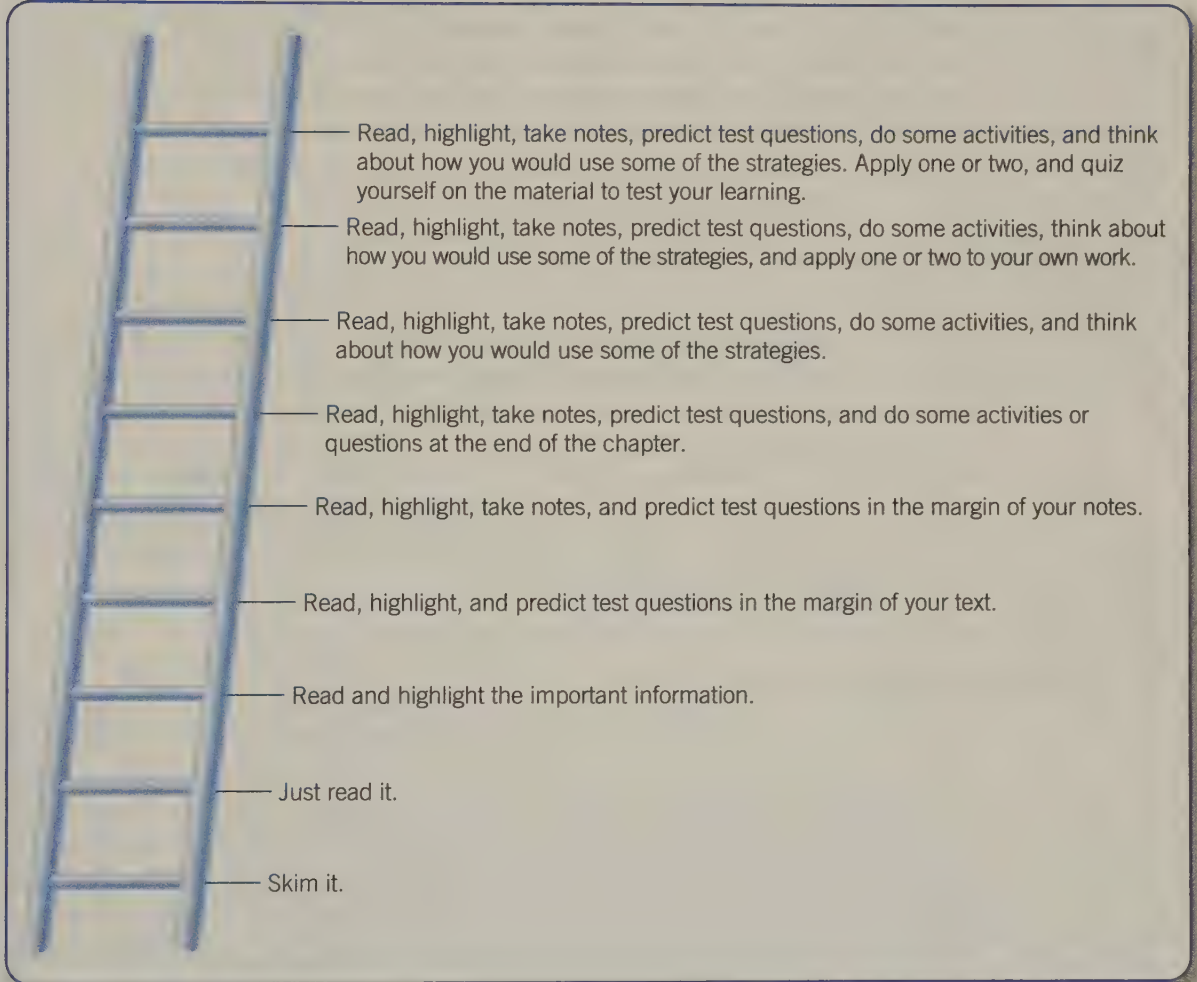 Read, highlight, take notes, predict test questions, do some activities, and think
about how you would use some of the strategies. Apply one or two, and quiz
yourself on the material to test your learning.
Read, highlight, take notes, predict test questions, do some activities, think about
how you would use some of the strategies, and apply one or two to your own work.
Read, highlight, take notes, predict test questions, do some activities, and think
about how you would use some of the strategies.
Read, highlight, take notes, predict test questions, and do some activities or
questions at the end of the chapter.
Read, highlight, take notes, and predict test questions in the margin of your notes.
Read, highlight, and predict test questions in the margin of your text.
Read and highlight the important information.
Just read it.
Skim it.